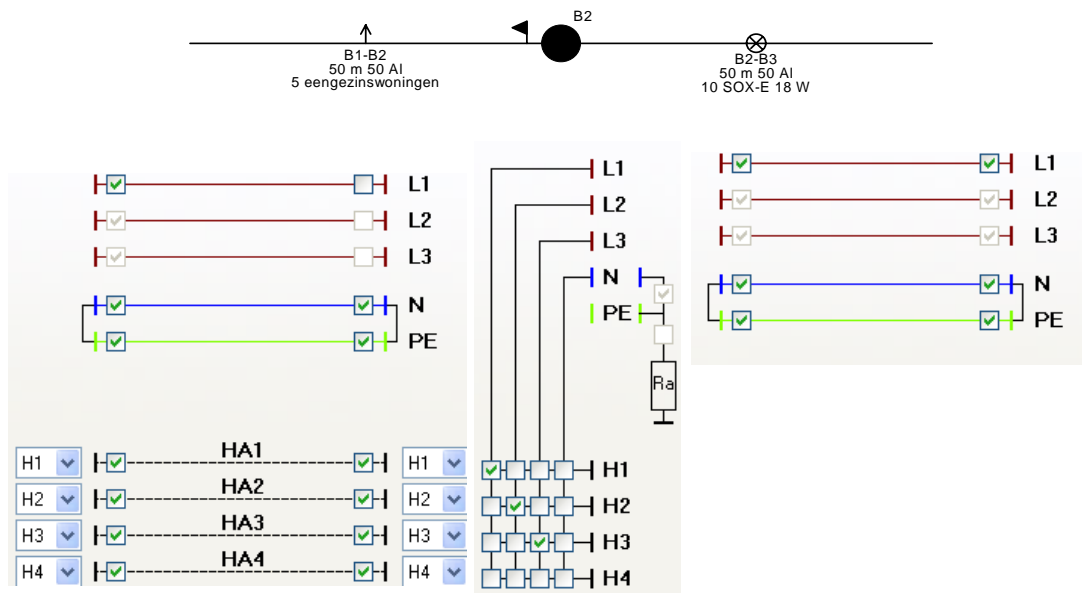 B2
B1-B2
50 m 50 Al
5 eengezinswoningen
B2-B3
50 m 50 Al
10 SOX-E 18 W
L1
L2
L3
N
PE
H1 HA1 H1
H2 HA2 H2
H3 HA3 H3
H4 HA4 H4
L1
L2
L3
N
PE
Ra
H1
H2
H3
H4
L1
L2
L3
N
PE